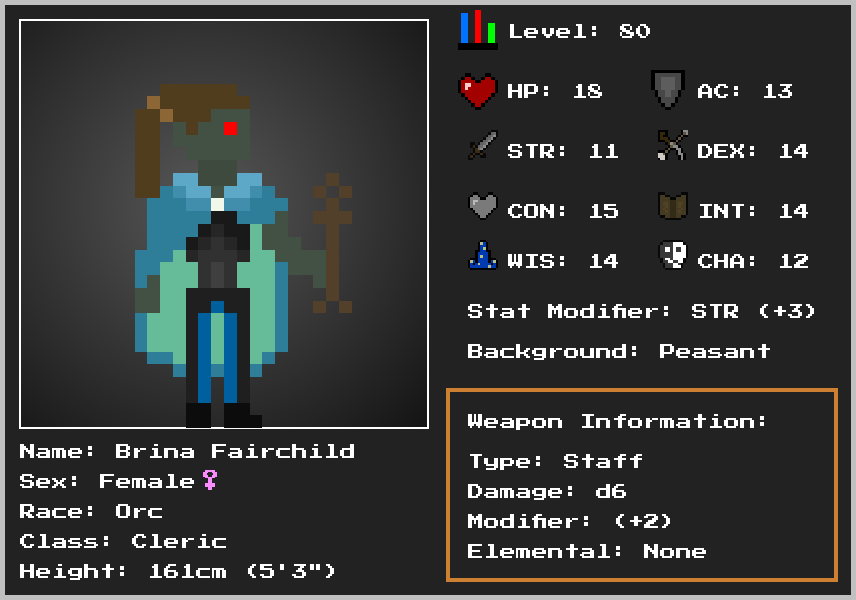 Level: 80
HP: 18 AC: 13
STR: 11 DEX: 14
CON: 15 INT: 14
WIS: 14 CHA: 12
Stat Modifier: STR (+3)
Background: Peasant
Weapon Information:
Type: Staff
Damage: d6
Modifier: (+2)
Elemental: None
Name: Brina Fairchild
Sex: Female♀
Race: Orc
Class: Cleric
Height: 161cm (5'3")